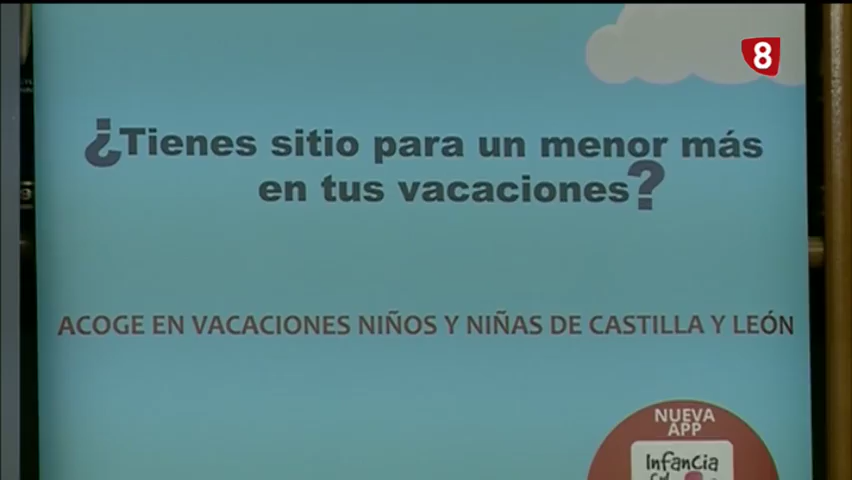 8
¿Tienes sitio para un menor más
en tus vacaciones?
ACOGE EN VACACIONES NIÑOS Y NIÑAS DE CASTILLA Y LEÓN
NUEVA
APP
Infancia